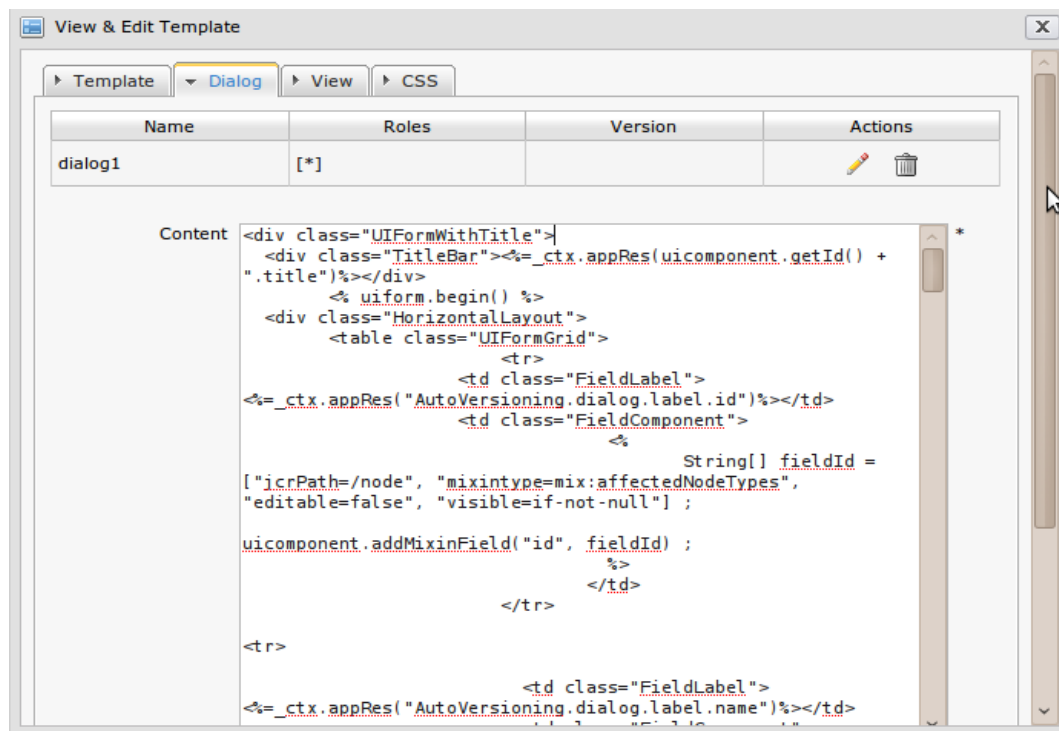 View & Edit Template
Template Dialog View CSS
Name Roles Version Actions
dialog1 [*]
Content *
<div class="UIFormWithTitle">
<div class="TitleBar"><%=_ctx.appRes(uicomponent.getId() +
".title")%></div>
<% uiform.begin() %>
<div class="HorizontalLayout">
<table class="UIFormGrid">
<tr>
<td class="FieldLabel">
<%=_ctx.appRes("AutoVersioning.dialog.label.id")%></td>
<td class="FieldComponent">
<%
String[] fieldId =
["jcrPath=/node", "mixintype=mix:affectedNodeTypes",
"editable=false", "visible=if-not-null"] ;
uicomponent.addMixinField("id", fieldId) ;
%>
</td>
</tr>
<tr>
<td class="FieldLabel">
<%=_ctx.appRes("AutoVersioning.dialog.label.name")%></td>